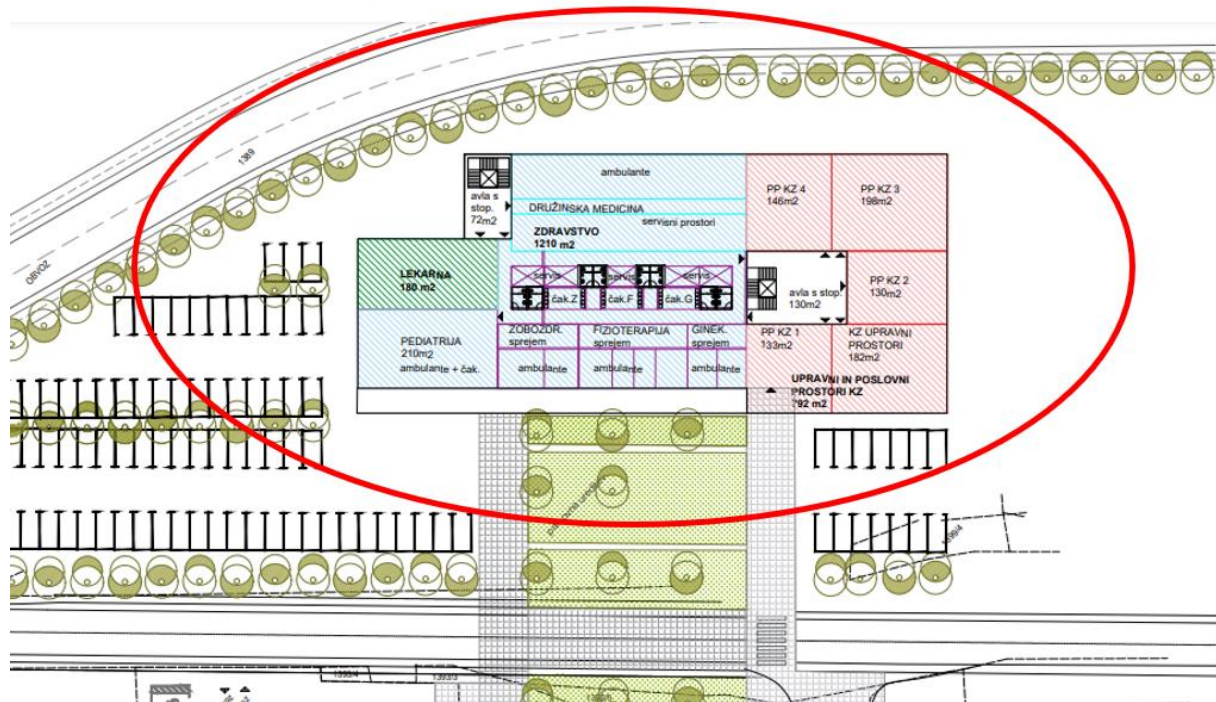 1389
OBVOZ
ambulante
avla s
stop.
72m2
DRUŽINSKA MEDICINA
servisni prostori
ZDRAVSTVO
1210 m2
PP KZ 4
146m2
PP KZ 3
198m2
LEKARNA
180 m2
servis
servis
servis
čak.Z
čak.F
čak.G
avla s stop.
130m2
PP KZ 2
130m2
PEDIATRIJA
210m2
ambulante + čak.
ZOBOZDR.
sprejem
FIZIOTERAPIJA
sprejem
GINEK.
sprejem
ambulante
ambulante
ambulante
PP KZ 1
133m2
KZ UPRAVNI
PROSTORI
182m2
UPRAVNI IN POSLOVNI
PROSTORI KZ
792 m2
1393/3